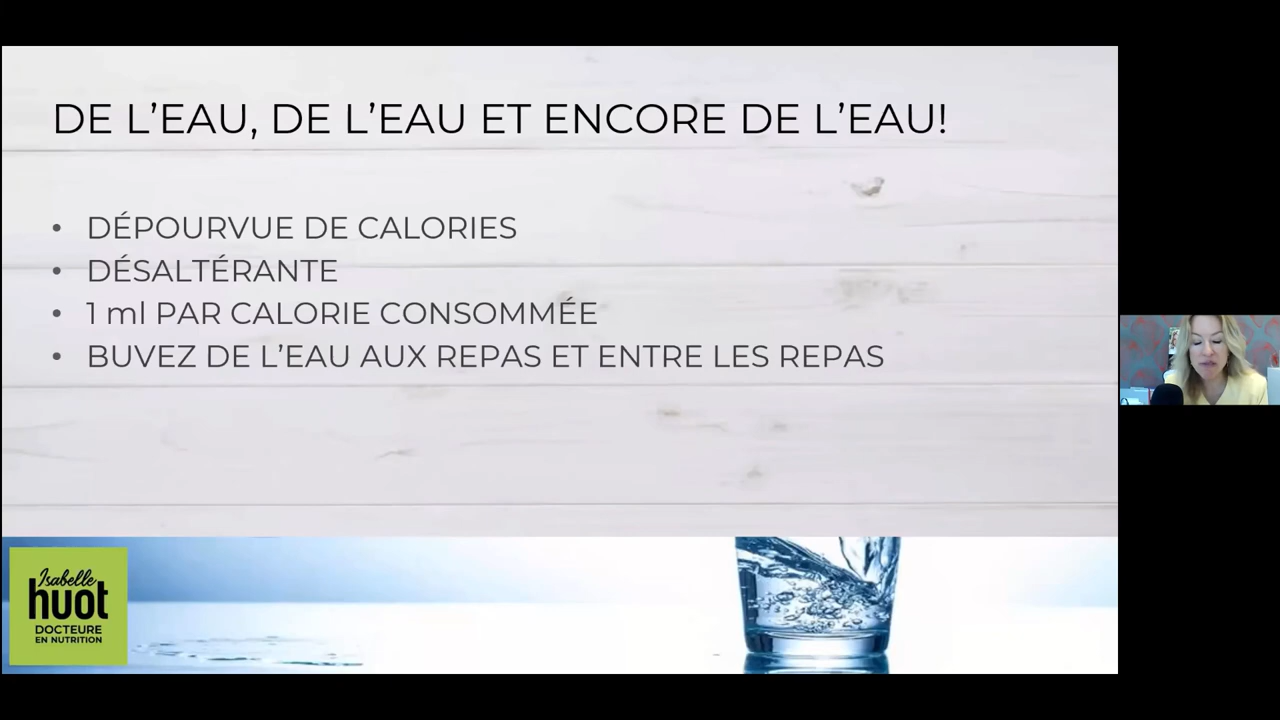 DE L'EAU, DE L'EAU ET ENCORE DE L'EAU!
• DÉPOURVUE DE CALORIES
• DÉSALTÉRANTE
• 1 ml PAR CALORIE CONSOMMÉE
• BUVEZ DE L'EAU AUX REPAS ET ENTRE LES REPAS
Isabelle
huot
DOCTEURE
EN NUTRITION